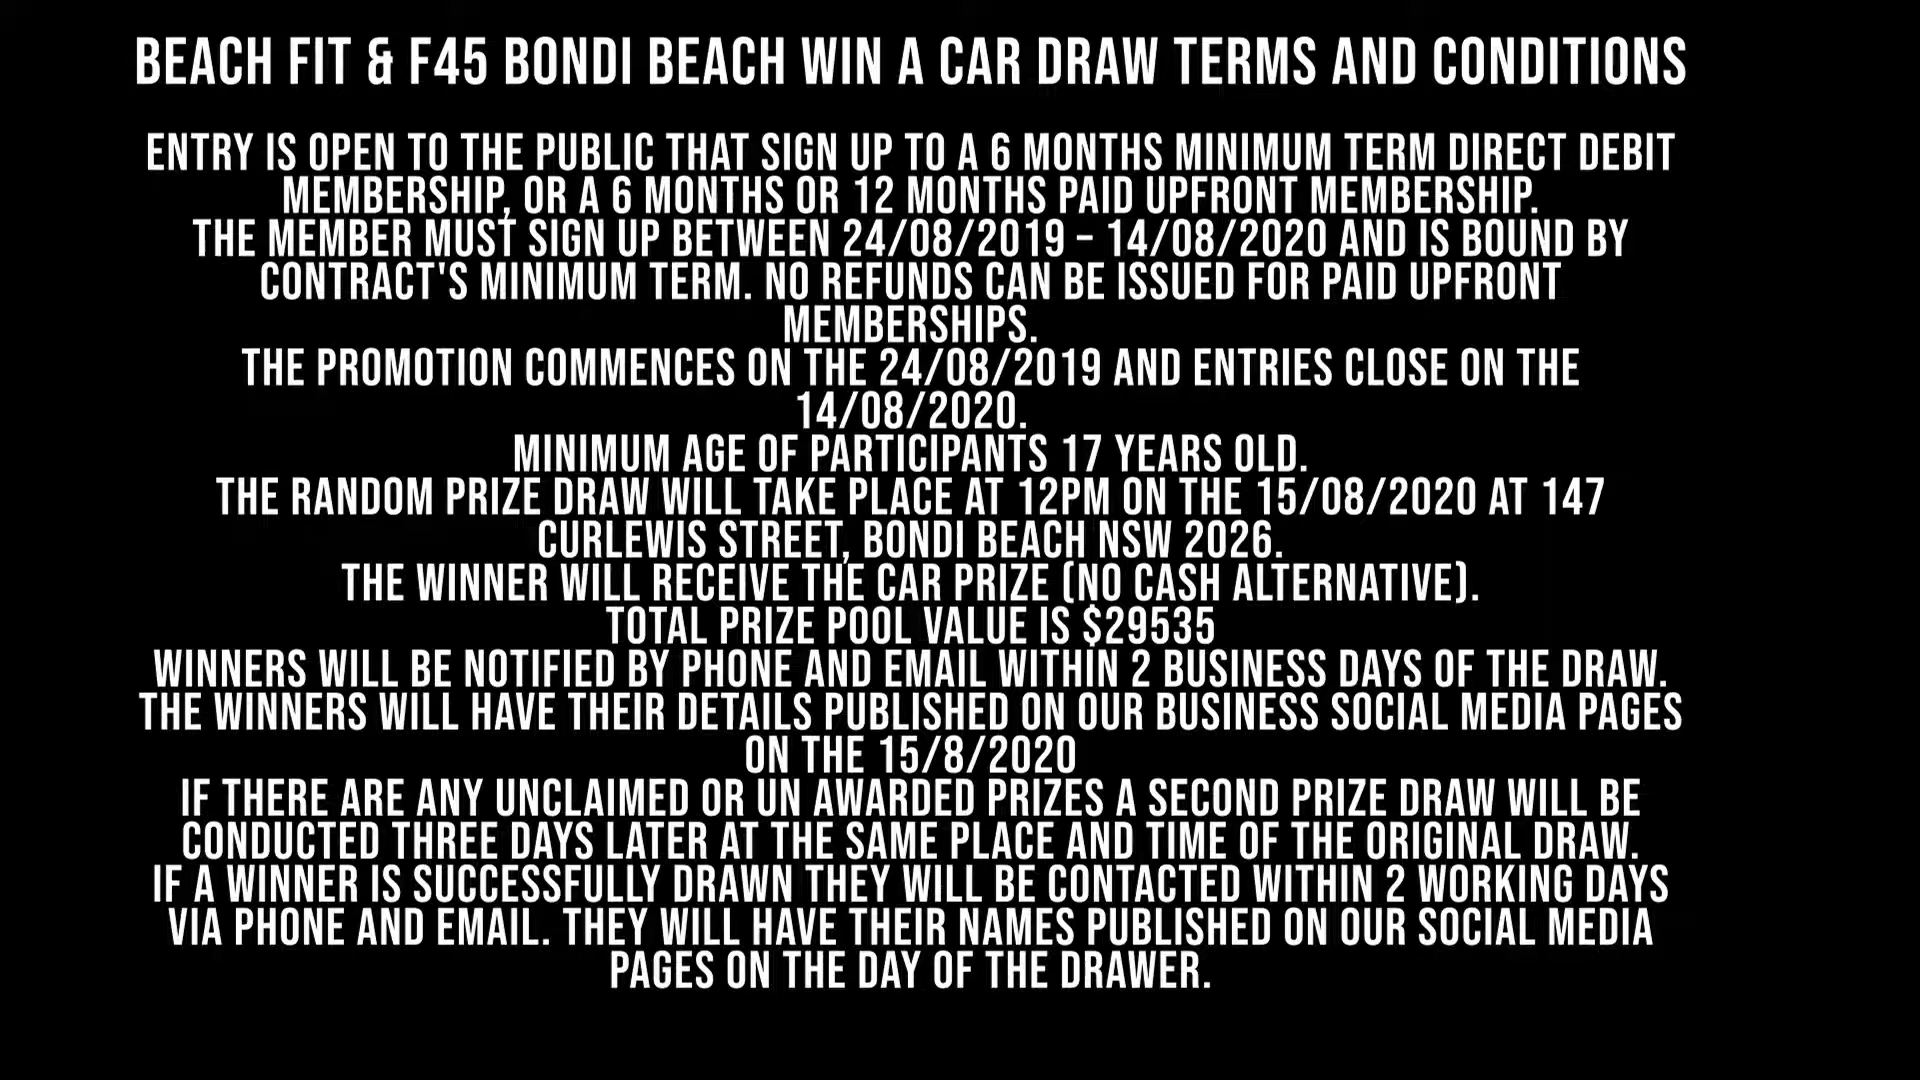 BEACH FIT & F45 BONDI BEACH WIN A CAR DRAW TERMS AND CONDITIONS
ENTRY IS OPEN TO THE PUBLIC THAT SIGN UP TO A 6 MONTHS MINIMUM TERM DIRECT DEBIT
MEMBERSHIP, OR A 6 MONTHS OR 12 MONTHS PAID UPFRONT MEMBERSHIP.
THE MEMBER MUST SIGN UP BETWEEN 24/08/2019 – 14/08/2020 AND IS BOUND BY
CONTRACT'S MINIMUM TERM. NO REFUNDS CAN BE ISSUED FOR PAID UPFRONT
MEMBERSHIPS.
THE PROMOTION COMMENCES ON THE 24/08/2019 AND ENTRIES CLOSE ON THE
14/08/2020.
MINIMUM AGE OF PARTICIPANTS 17 YEARS OLD.
THE RANDOM PRIZE DRAW WILL TAKE PLACE AT 12PM ON THE 15/08/2020 AT 147
CURLEWIS STREET, BONDI BEACH NSW 2026.
THE WINNER WILL RECEIVE THE CAR PRIZE (NO CASH ALTERNATIVE).
TOTAL PRIZE POOL VALUE IS $29535
WINNERS WILL BE NOTIFIED BY PHONE AND EMAIL WITHIN 2 BUSINESS DAYS OF THE DRAW.
THE WINNERS WILL HAVE THEIR DETAILS PUBLISHED ON OUR BUSINESS SOCIAL MEDIA PAGES
ON THE 15/8/2020
IF THERE ARE ANY UNCLAIMED OR UN AWARDED PRIZES A SECOND PRIZE DRAW WILL BE
CONDUCTED THREE DAYS LATER AT THE SAME PLACE AND TIME OF THE ORIGINAL DRAW.
IF A WINNER IS SUCCESSFULLY DRAWN THEY WILL BE CONTACTED WITHIN 2 WORKING DAYS
VIA PHONE AND EMAIL. THEY WILL HAVE THEIR NAMES PUBLISHED ON OUR SOCIAL MEDIA
PAGES ON THE DAY OF THE DRAWER.